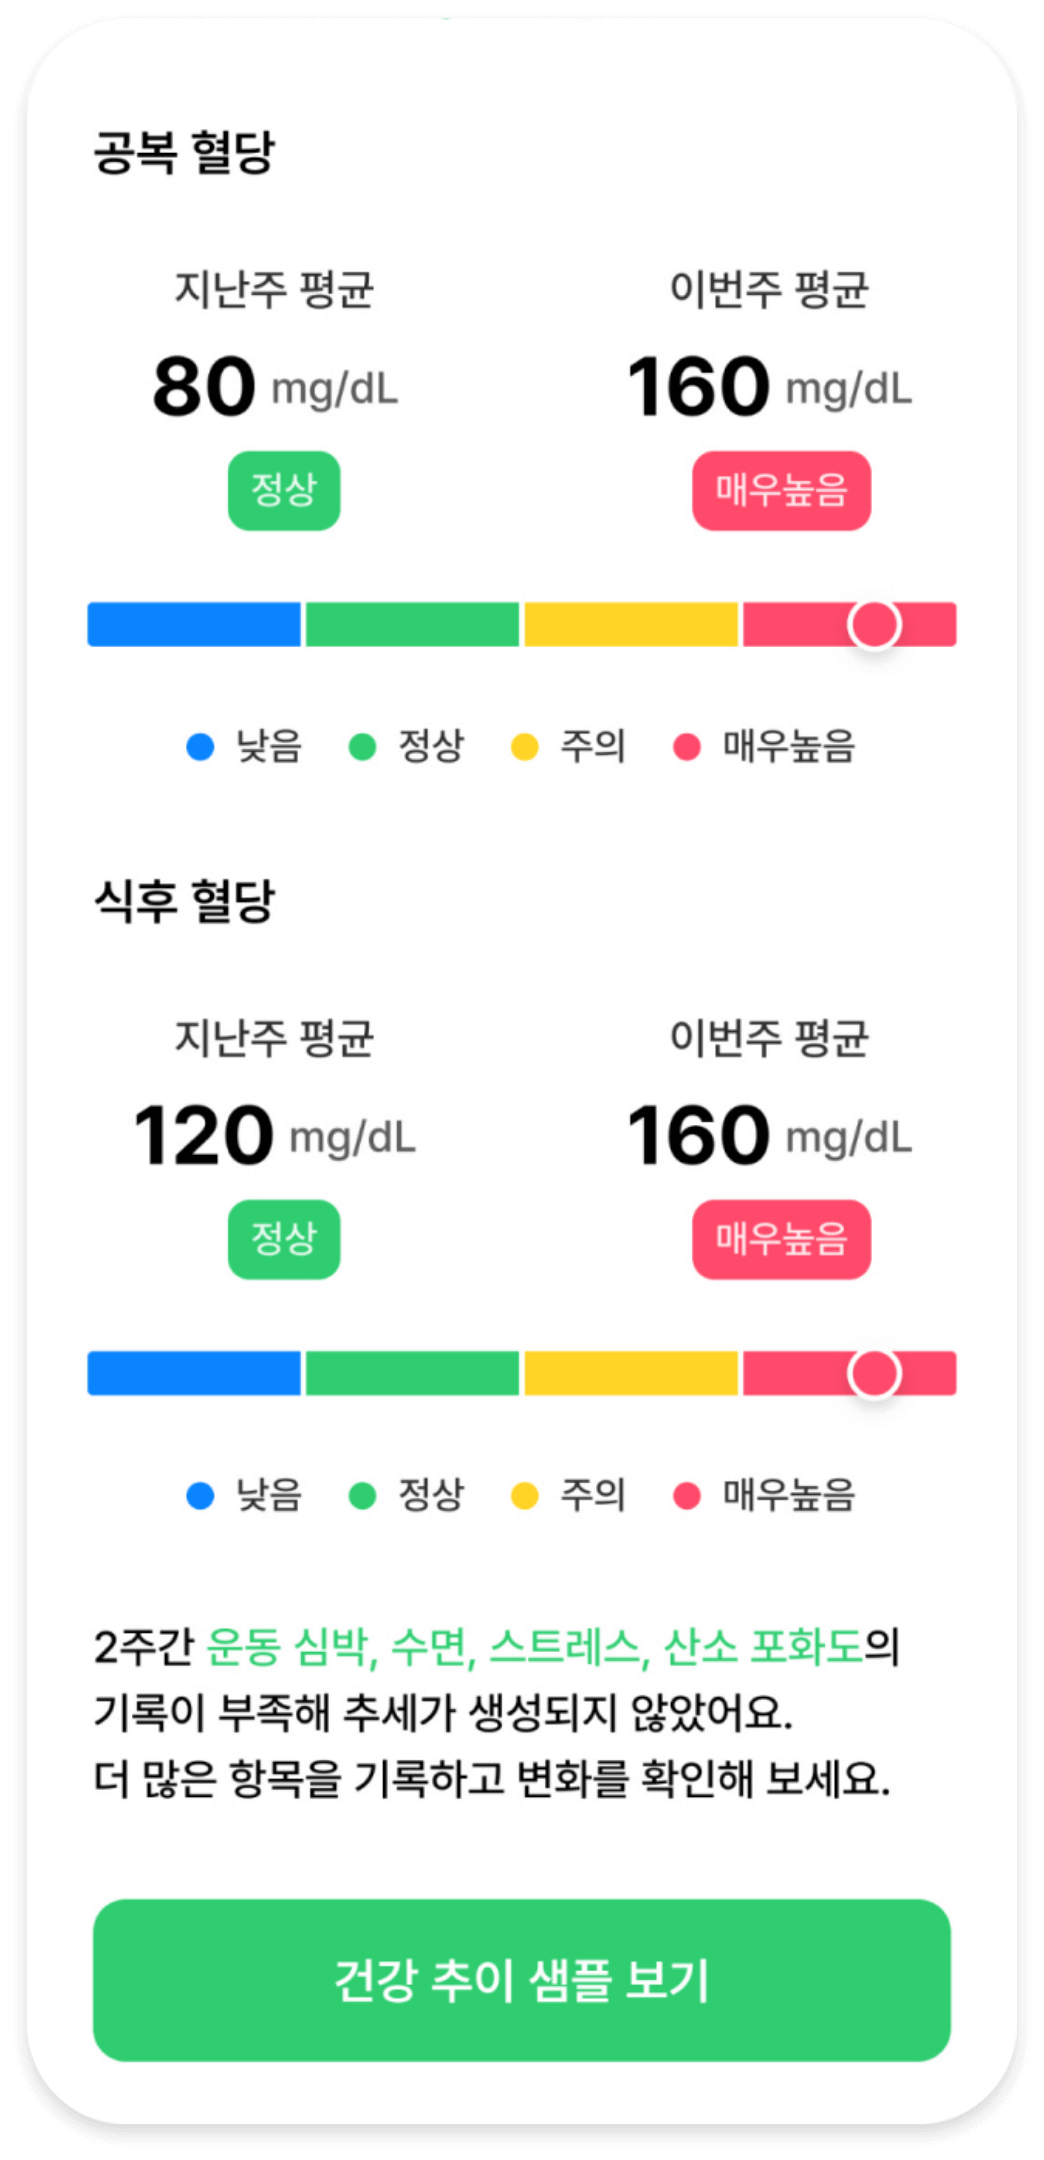 공복 혈당
지난주 평균 이번주 평균
80 mg/dL 160 mg/dL
정상 매우높음
낮음 정상 주의 매우높음
식후 혈당
지난주 평균 이번주 평균
120 mg/dL 160 mg/dL
정상 매우높음
낮음 정상 주의 매우높음
2주간 운동 심박, 수면, 스트레스, 산소 포화도의
기록이 부족해 추세가 생성되지 않았어요.
더 많은 항목을 기록하고 변화를 확인해 보세요.
건강 추이 샘플 보기